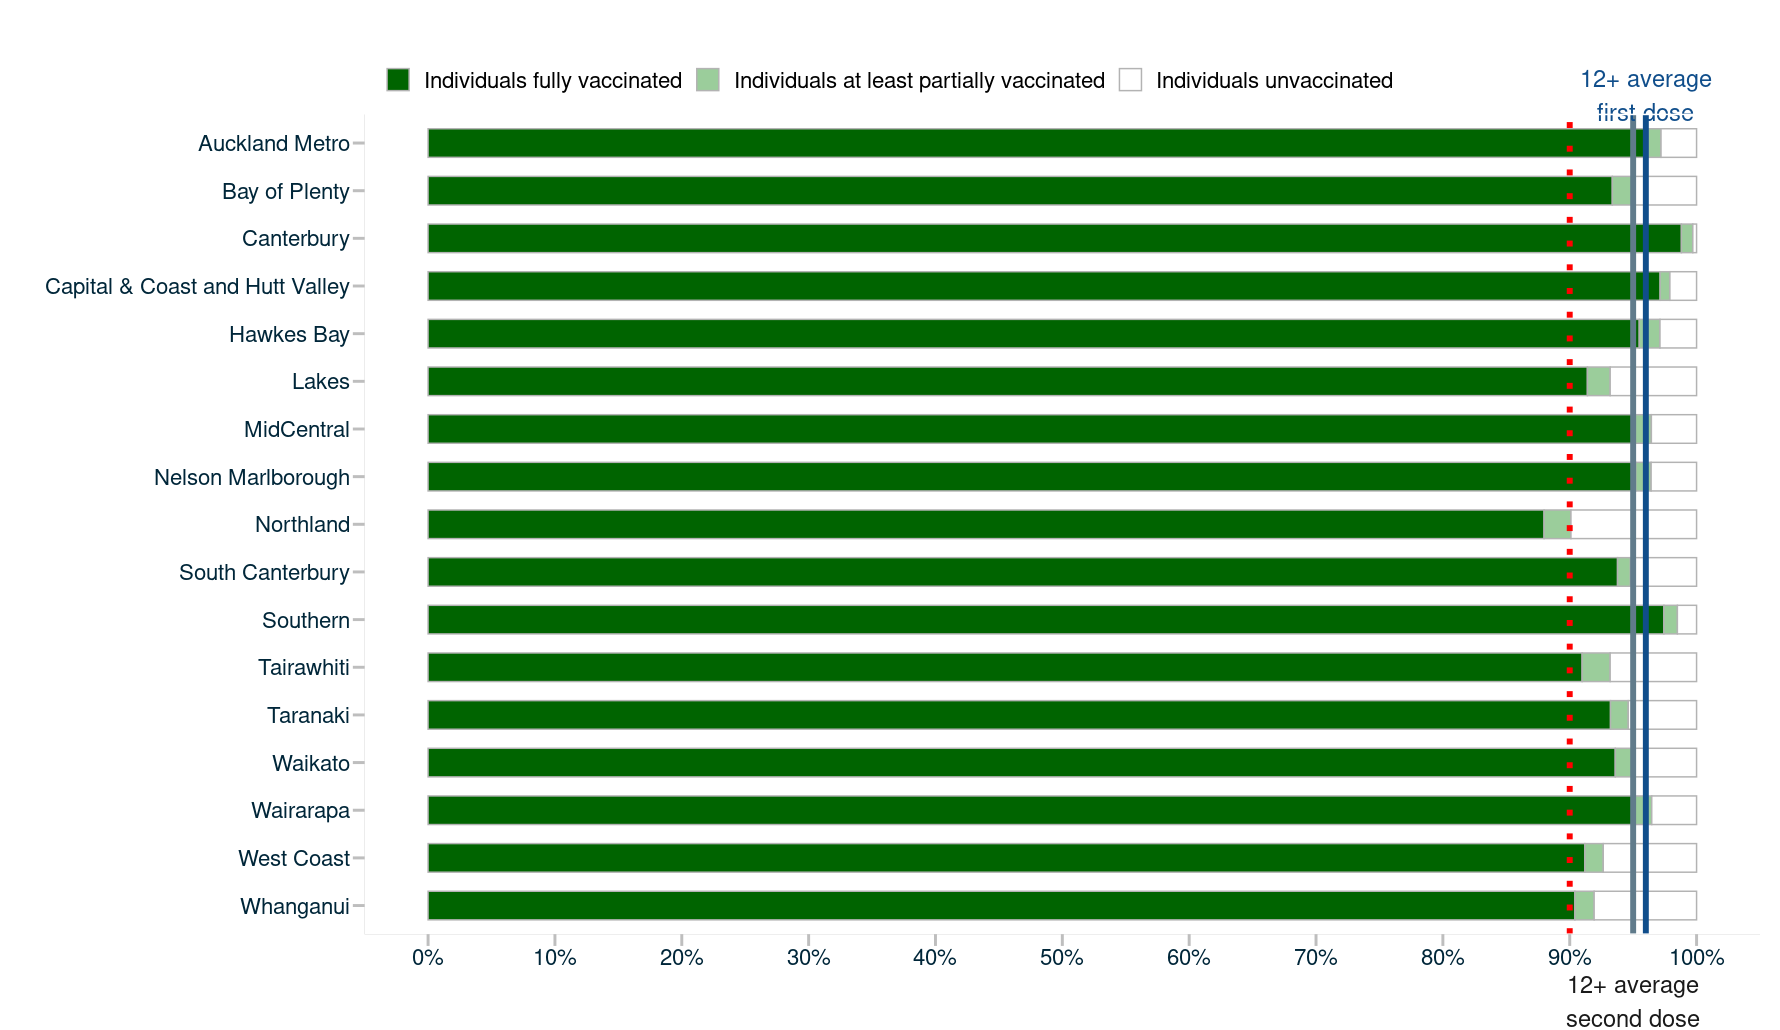 Individuals fully vaccinated Individuals at least partially vaccinated Individuals unvaccinated
12+ average
first dose
Auckland Metro
Bay of Plenty
Canterbury
Capital & Coast and Hutt Valley
Hawkes Bay
Lakes
MidCentral
Nelson Marlborough
Northland
South Canterbury
Southern
Tairawhiti
Taranaki
Waikato
Wairarapa
West Coast
Whanganui
0% 10% 20% 30% 40% 50% 60% 70% 80% 90% 100%
12+ average
second dose